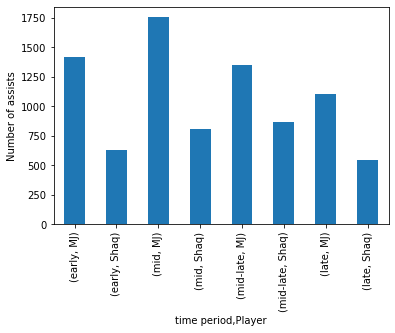 Number of assists
1750
1500
1250
1000
750
500
250
0
(early, MJ)
(early, Shaq)
(mid, MJ)
(mid, Shaq)
(mid-late, MJ)
(mid-late, Shaq)
(late, MJ)
(late, Shaq)
time period,Player